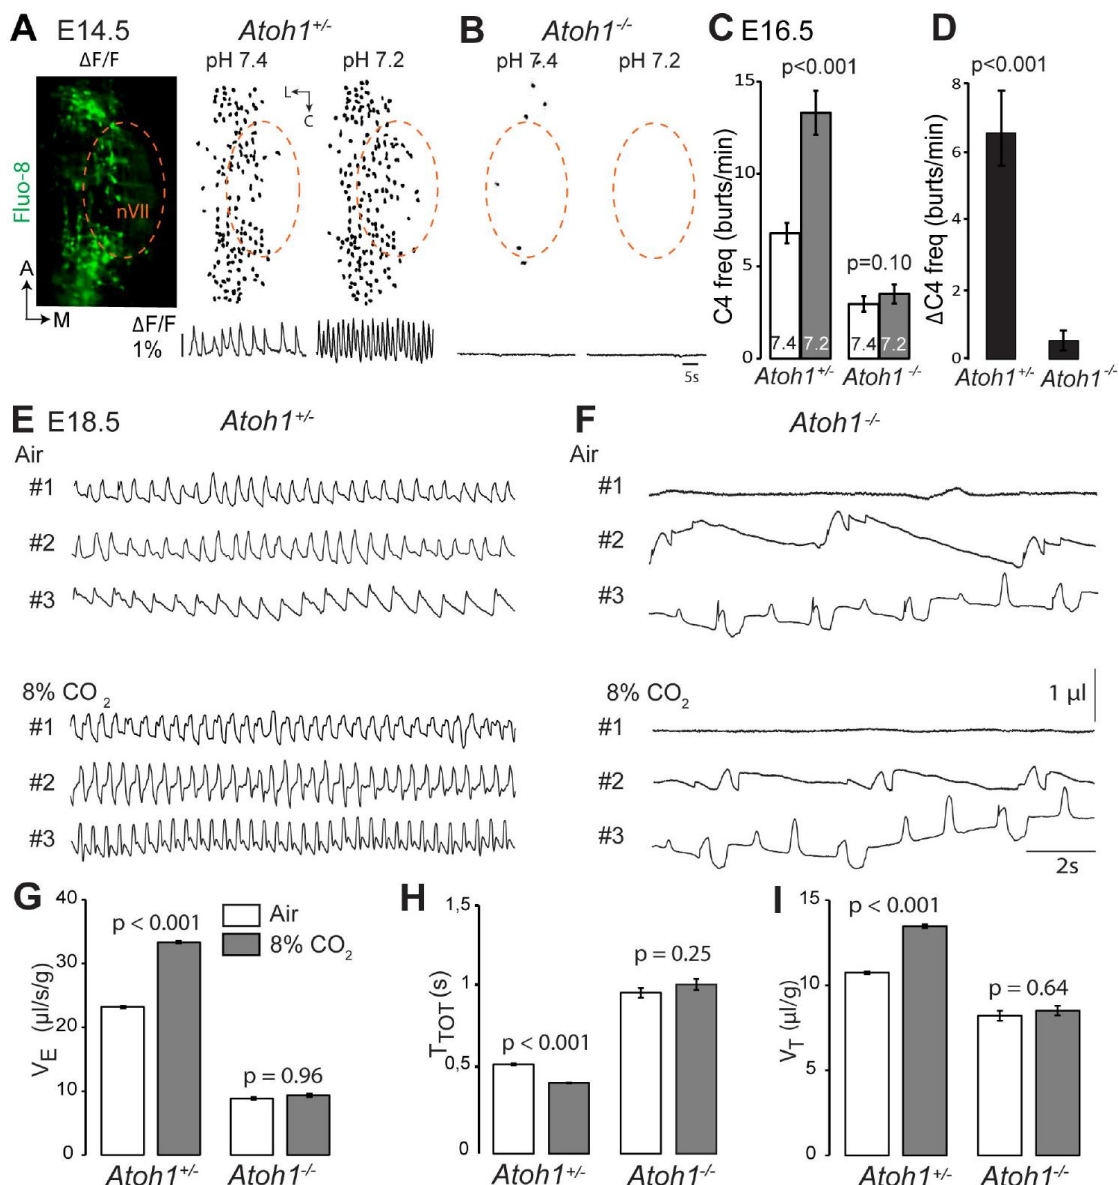 A E14.5 Atoh1+/- B Atoh1-/- C E16.5 D
ΔF/F pH 7.4 pH 7.2 pH 7.4 pH 7.2
Fluo-8
nVII
A
M
L
C
ΔF/F
1%
5s
C4 freq (burts/min)
15
10
5
0
p<0.001
p=0.10
7.4 7.2 7.4 7.2
Atoh1+/- Atoh1-/-
ΔC4 freq (burts/min)
8
6
4
2
0
p<0.001
Atoh1+/- Atoh1-/-
E E18.5 Atoh1+/- F Atoh1-/-
Air Air
#1 #1
#2 #2
#3 #3
8% CO2 8% CO2 1 µl
#1 #1
#2 #2
#3 #3
2s
G
VE (µl/s/g)
40
30
20
10
0
p < 0.001
Air
8% CO2
p = 0.96
Atoh1+/- Atoh1-/-
H
TTOT (s)
1,5
1
0,5
0
p < 0.001
p = 0.25
Atoh1+/- Atoh1-/-
I
VT (µl/g)
15
10
5
0
p < 0.001
p = 0.64
Atoh1+/- Atoh1-/-